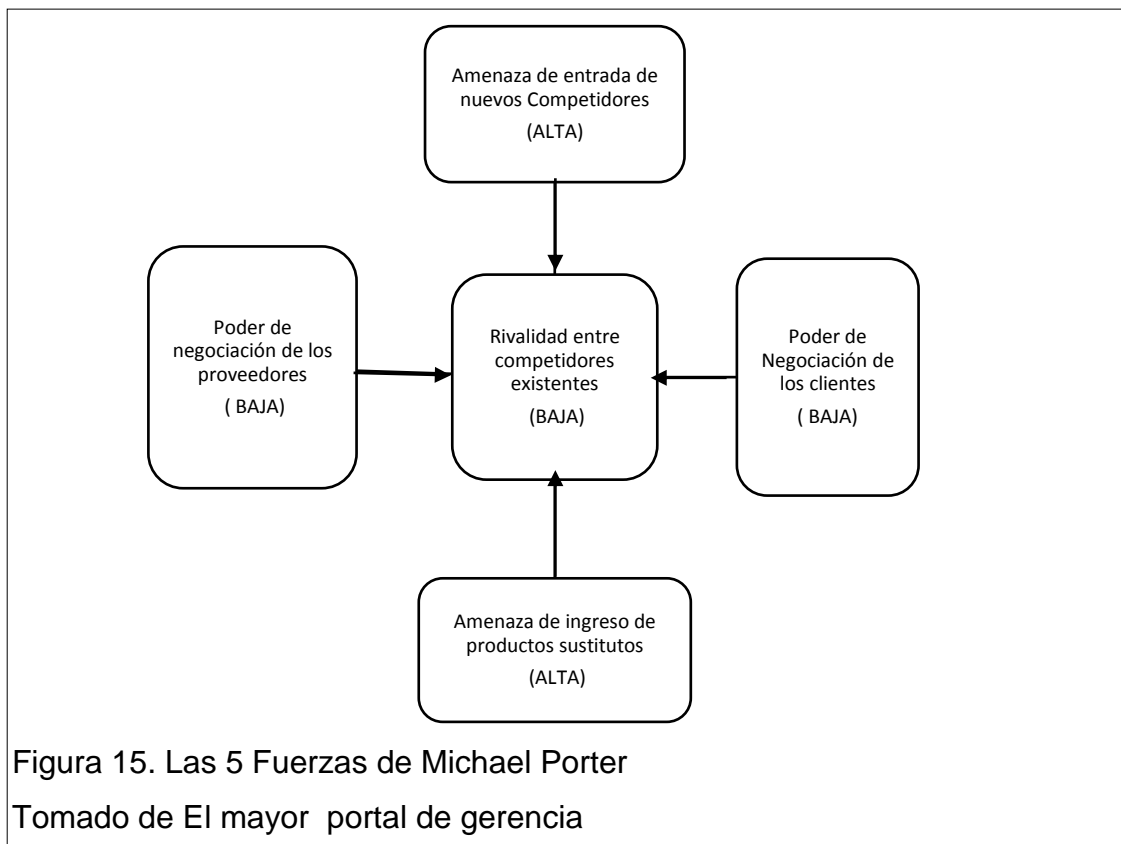 Amenaza de entrada de
nuevos Competidores
(ALTA)
Poder de
negociación de los
proveedores
( BAJA)
Rivalidad entre
competidores
existentes
(BAJA)
Poder de
Negociación de
los clientes
( BAJA)
Amenaza de ingreso de
productos sustitutos
(ALTA)
Figura 15. Las 5 Fuerzas de Michael Porter
Tomado de El mayor  portal de gerencia